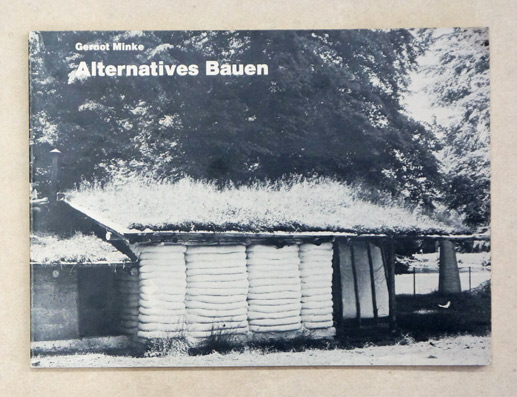 Gernot Minke
Alternatives Bauen